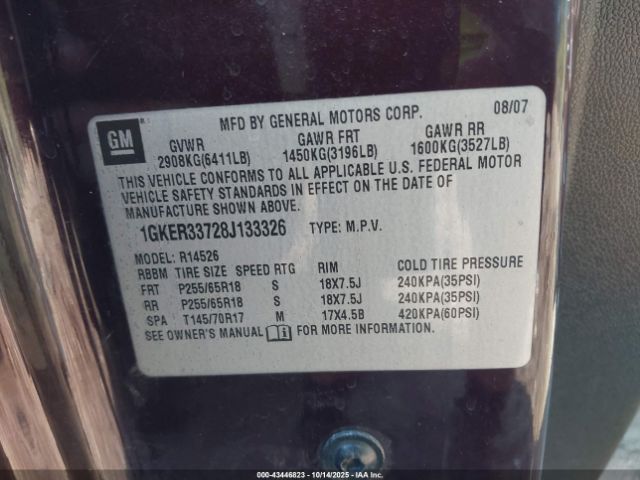 GM
MFD BY GENERAL MOTORS CORP. 08/07
GVWR GAWR FRT GAWR RR
2908KG(6411LB) 1450KG(3196LB) 1600KG(3527LB)
THIS VEHICLE CONFORMS TO ALL APPLICABLE U.S. FEDERAL MOTOR
VEHICLE SAFETY STANDARDS IN EFFECT ON THE DATE OF
MANUFACTURE SHOWN ABOVE.
1GKER33728J133326 TYPE: M.P.V.
MODEL: R14526
RBBM TIRE SIZE SPEED RTG RIM COLD TIRE PRESSURE
FRT P255/65R18 S 18X7.5J 240KPA(35PSI)
RR P255/65R18 S 18X7.5J 240KPA(35PSI)
SPA T145/70R17 M 17X4.5B 420KPA(60PSI)
SEE OWNER'S MANUAL FOR MORE INFORMATION.
000-43446823 - 10/14/2025 - IAA Inc.